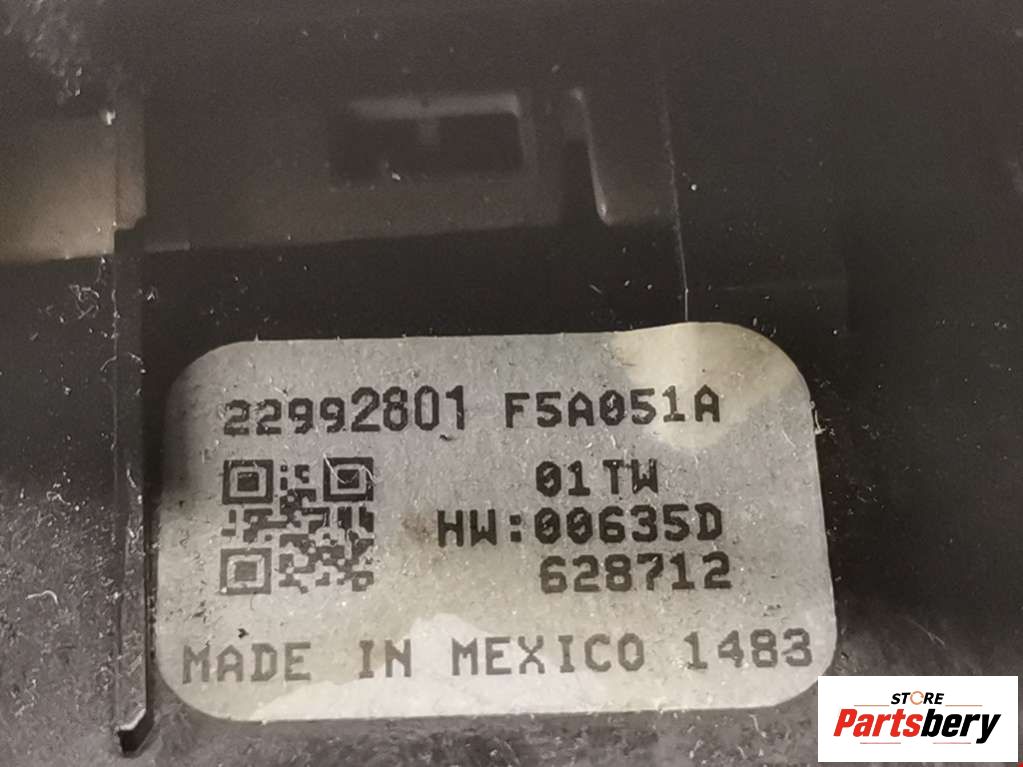 22992801 F5A051A
01TW
HW:00635D
628712
MADE IN MEXICO 1483
STORE
Partsbery